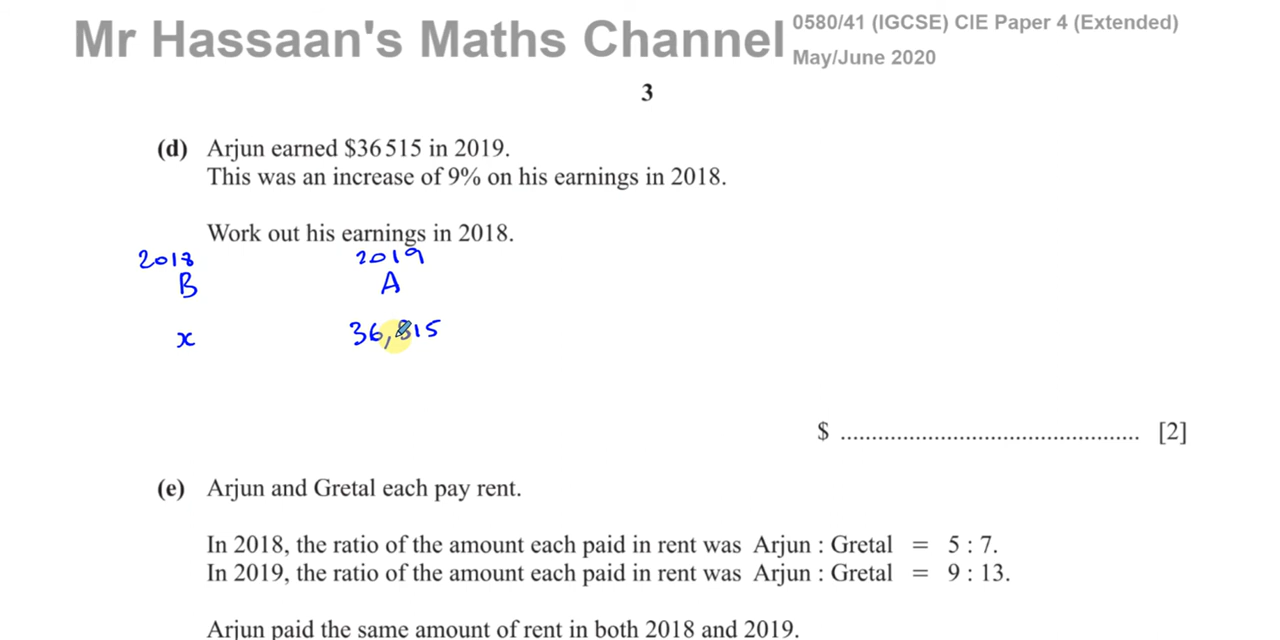 Mr Hassaan's Maths Channel 0580/41 (IGCSE) CIE Paper 4 (Extended)
May/June 2020
3
(d) Arjun earned $36 515 in 2019.
This was an increase of 9% on his earnings in 2018.
Work out his earnings in 2018.
2018 2019
B A
x 36,815
$ ................................................ [2]
(e) Arjun and Gretal each pay rent.
In 2018, the ratio of the amount each paid in rent was Arjun : Gretal = 5 : 7.
In 2019, the ratio of the amount each paid in rent was Arjun : Gretal = 9 : 13.
Arjun paid the same amount of rent in both 2018 and 2019.